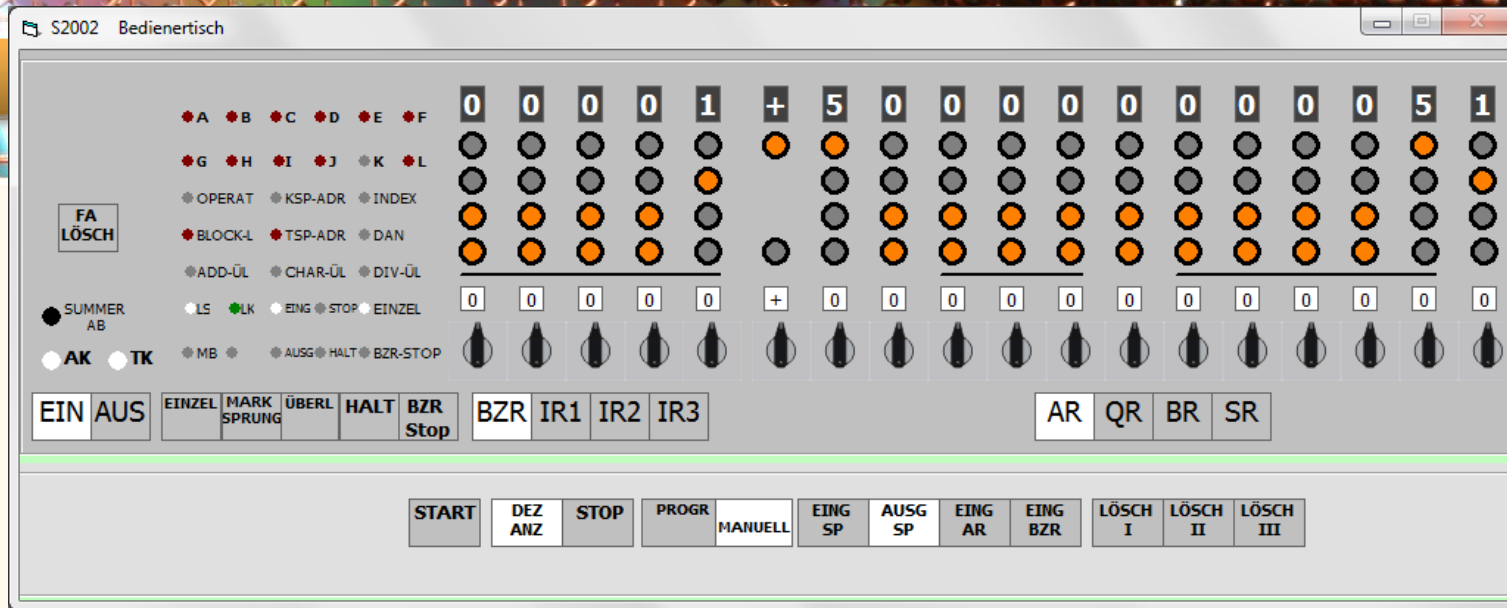 S2002 Bedienertisch
0 0 0 0 1 + 5 0 0 0 0 0 0 0 0 0 5 1
A B C D E F
G H I J K L
OPERAT KSP-ADR INDEX
FA LÖSCH
BLOCK-L TSP-ADR DAN
ADD-ÜL CHAR-ÜL DIV-ÜL
SUMMER AB
LS LK EING STOP EINZEL
0 0 0 0 0 + 0 0 0 0 0 0 0 0 0 0 0 0
AK TK
MB AUSG HALT BZR-STOP
EIN AUS
EINZEL MARK SPRUNG ÜBERL HALT BZR Stop
BZR IR1 IR2 IR3
AR QR BR SR
START DEZ ANZ STOP PROGR MANUELL EING SP AUSG SP EING AR EING BZR LÖSCH I LÖSCH II LÖSCH III